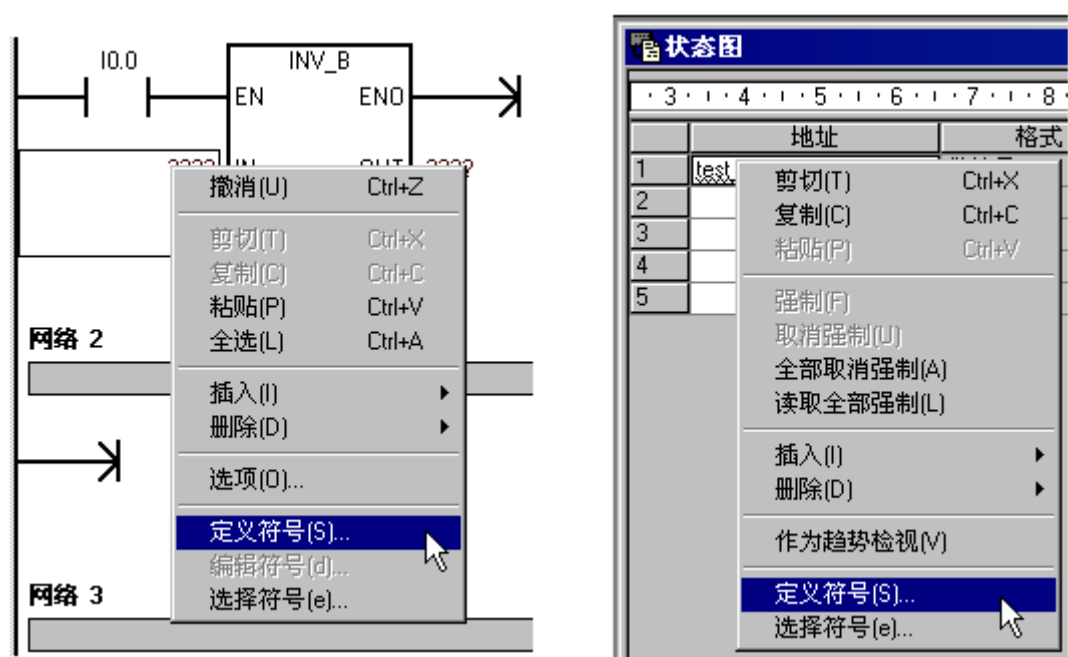 I0.0
INV_B
EN ENO
IN OUT
撤消(U) Ctrl+Z
剪切(T) Ctrl+X
复制(C) Ctrl+C
粘贴(P) Ctrl+V
全选(L) Ctrl+A
插入(I)
删除(D)
选项(O)...
定义符号(S)...
编辑符号(d)...
选择符号(e)...
网络 2
网络 3
状态图
· 3 · ı · 4 · ı · 5 · ı · 6 · ı · 7 · ı · 8 ·
地址 格式
1 test_
2
3
4
5
剪切(T) Ctrl+X
复制(C) Ctrl+C
粘贴(P) Ctrl+V
强制(F)
取消强制(U)
全部取消强制(A)
读取全部强制(L)
插入(I)
删除(D)
作为趋势检视(V)
定义符号(S)...
选择符号(e)...